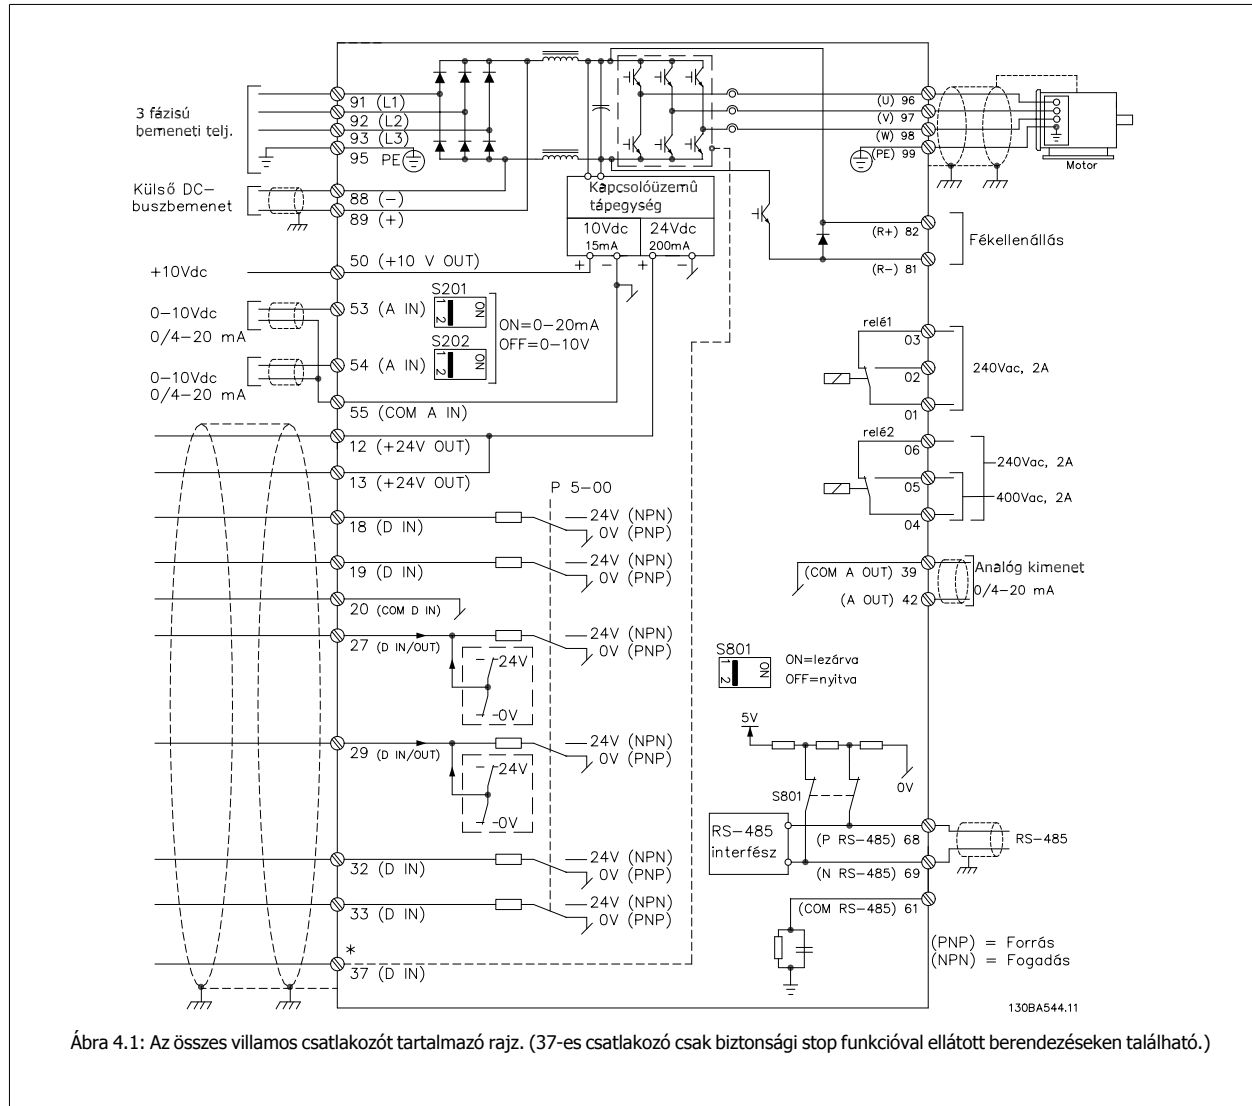 3 fázisú
bemeneti telj.
91 (L1)
92 (L2)
93 (L3)
95 PE
Külső DC-
buszbemenet
88 (-)
89 (+)
+10Vdc
50 (+10 V OUT)
0-10Vdc
0/4-20 mA
53 (A IN)
S201
1 2
ON
S202
1 2
ON
ON=0-20mA
OFF=0-10V
0-10Vdc
0/4-20 mA
54 (A IN)
55 (COM A IN)
12 (+24V OUT)
13 (+24V OUT)
P 5-00
18 (D IN)
24V (NPN)
0V (PNP)
19 (D IN)
24V (NPN)
0V (PNP)
20 (COM D IN)
27 (D IN/OUT)
24V (NPN)
0V (PNP)
24V
0V
29 (D IN/OUT)
24V (NPN)
0V (PNP)
24V
0V
32 (D IN)
24V (NPN)
0V (PNP)
33 (D IN)
24V (NPN)
0V (PNP)
*
37 (D IN)
Kapcsolóüzemû
tápegység
10Vdc
15mA
24Vdc
200mA
+ - + -
(U) 96
(V) 97
(W) 98
(PE) 99
Motor
(R+) 82
Fékellenállás
(R-) 81
relé1
03
02
01
240Vac, 2A
relé2
06
05
04
240Vac, 2A
400Vac, 2A
(COM A OUT) 39
(A OUT) 42
Analóg kimenet
0/4-20 mA
S801
1 2
ON
ON=lezárva
OFF=nyitva
5V
0V
S801
RS-485
interfész
(P RS-485) 68
(N RS-485) 69
RS-485
(COM RS-485) 61
(PNP) = Forrás
(NPN) = Fogadás
130BA544.11
Ábra 4.1: Az összes villamos csatlakozót tartalmazó rajz. (37-es csatlakozó csak biztonsági stop funkcióval ellátott berendezéseken található.)